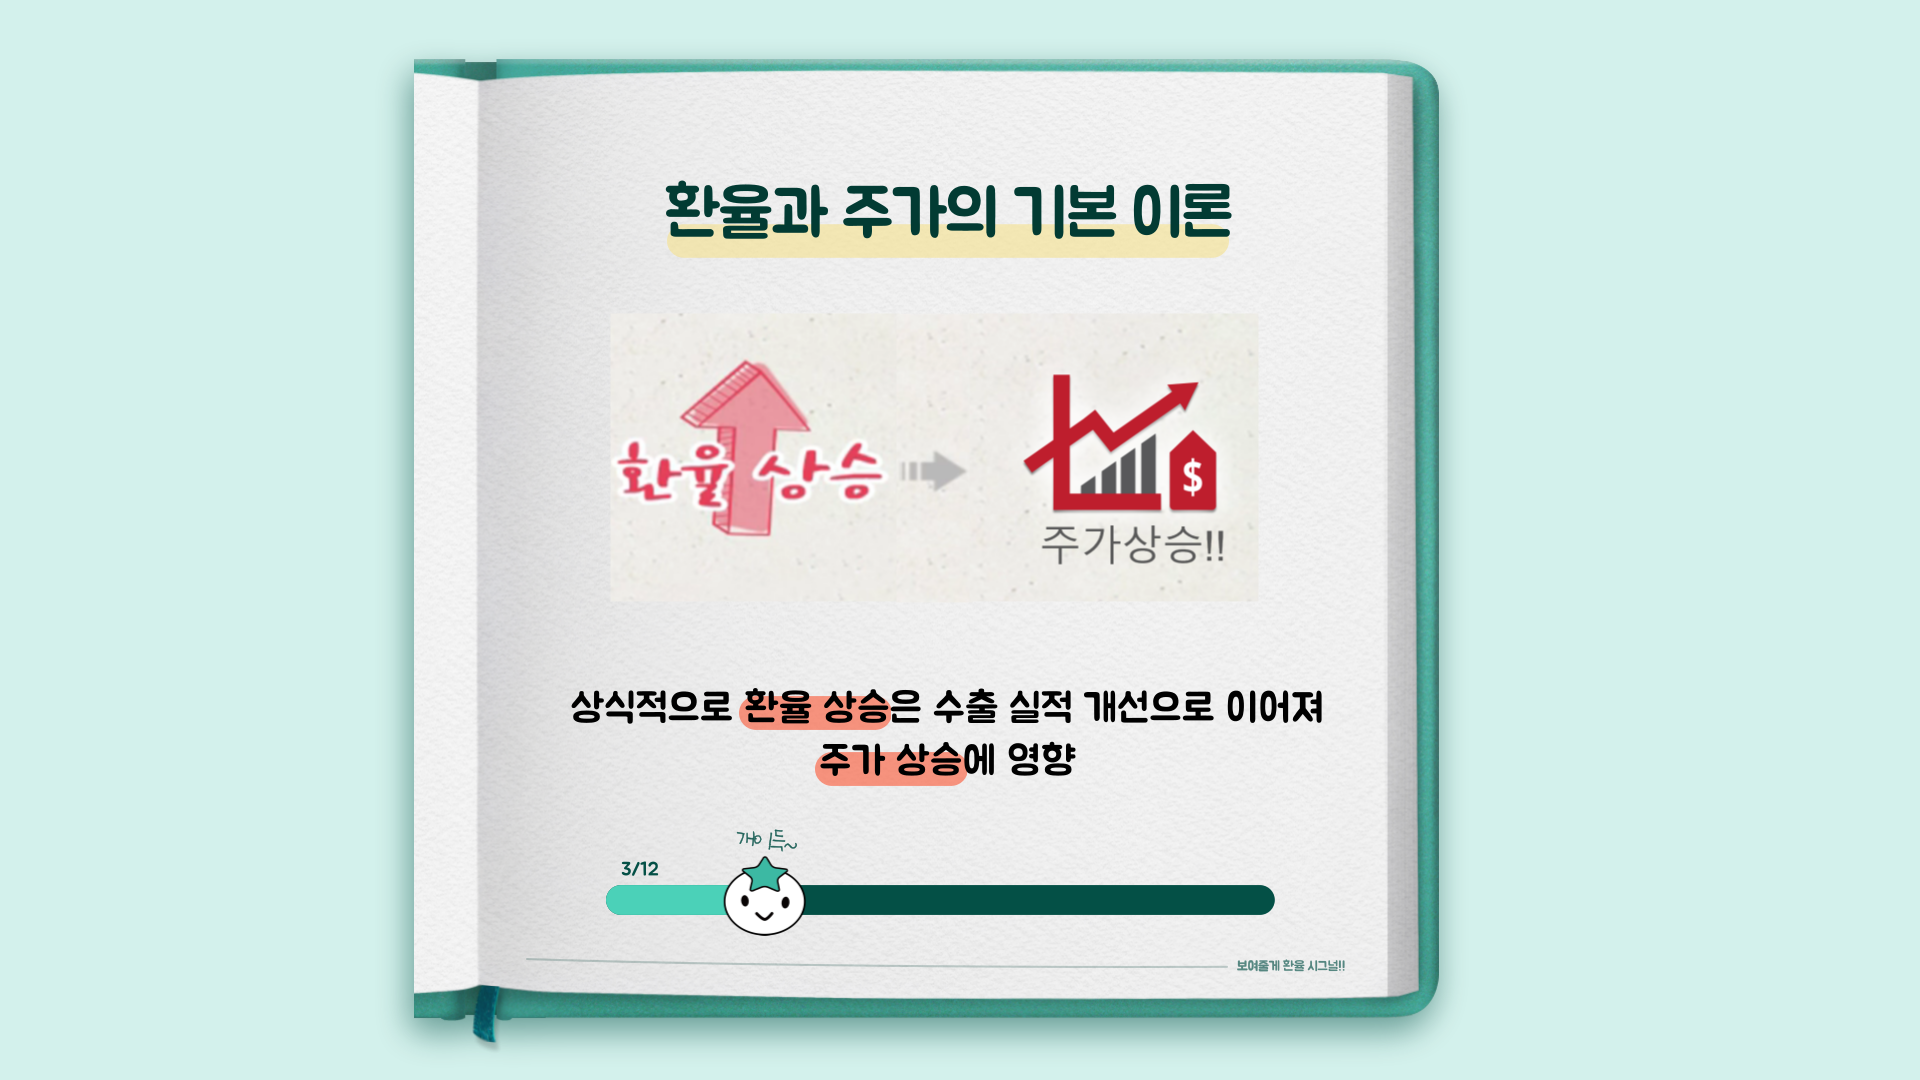 환율과 주가의 기본 이론
환율 상승
$
주가상승!!
상식적으로 환율 상승은 수출 실적 개선으로 이어져
주가 상승에 영향
개이득~
3/12
보여줄게 환율 시그널!!